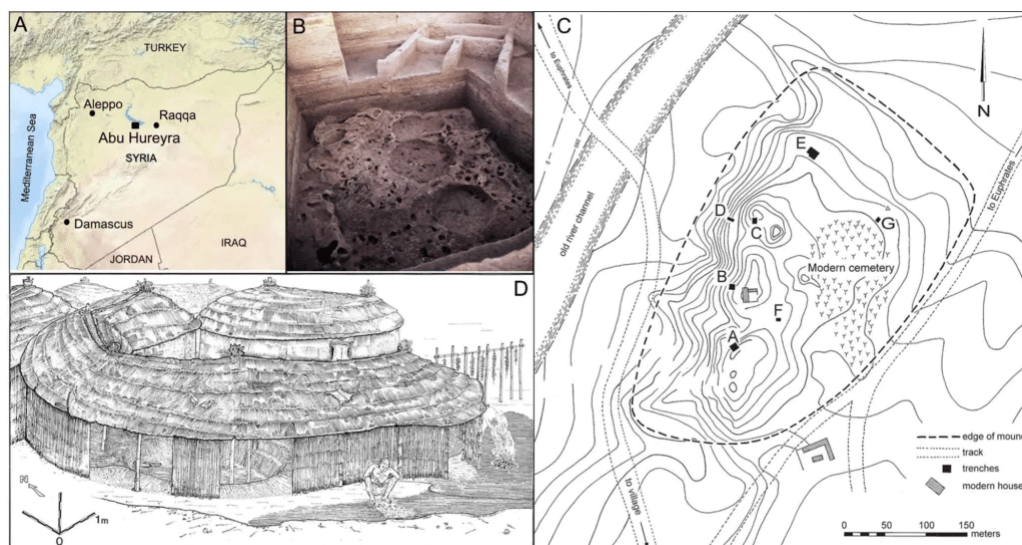 A
TURKEY
Aleppo
Raqqa
Abu Hureyra
SYRIA
Mediterranean Sea
Damascus
IRAQ
JORDAN
B
C
to Euphrates
old river channel
N
E
D
C
G
to Euphrates
Modern cemetery
B
F
A
edge of mound
track
trenches
modern house
to village
0 50 100 150
meters
D
N
1m
0